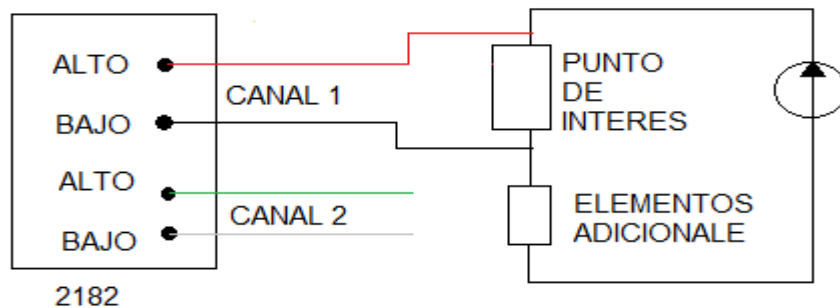 ALTO
CANAL 1
BAJO
ALTO
CANAL 2
BAJO
2182
PUNTO
DE
INTERES
ELEMENTOS
ADICIONALE